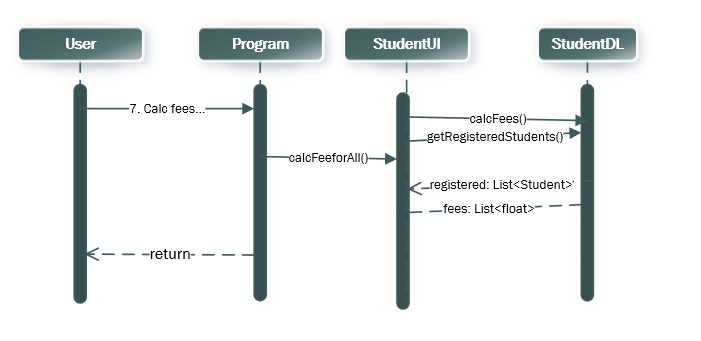 User
Program
StudentUI
StudentDL
7. Calc fees...
calcFees()
getRegisteredStudents()
calcFeeforAll()
registered: List<Student>
fees: List<float>
return